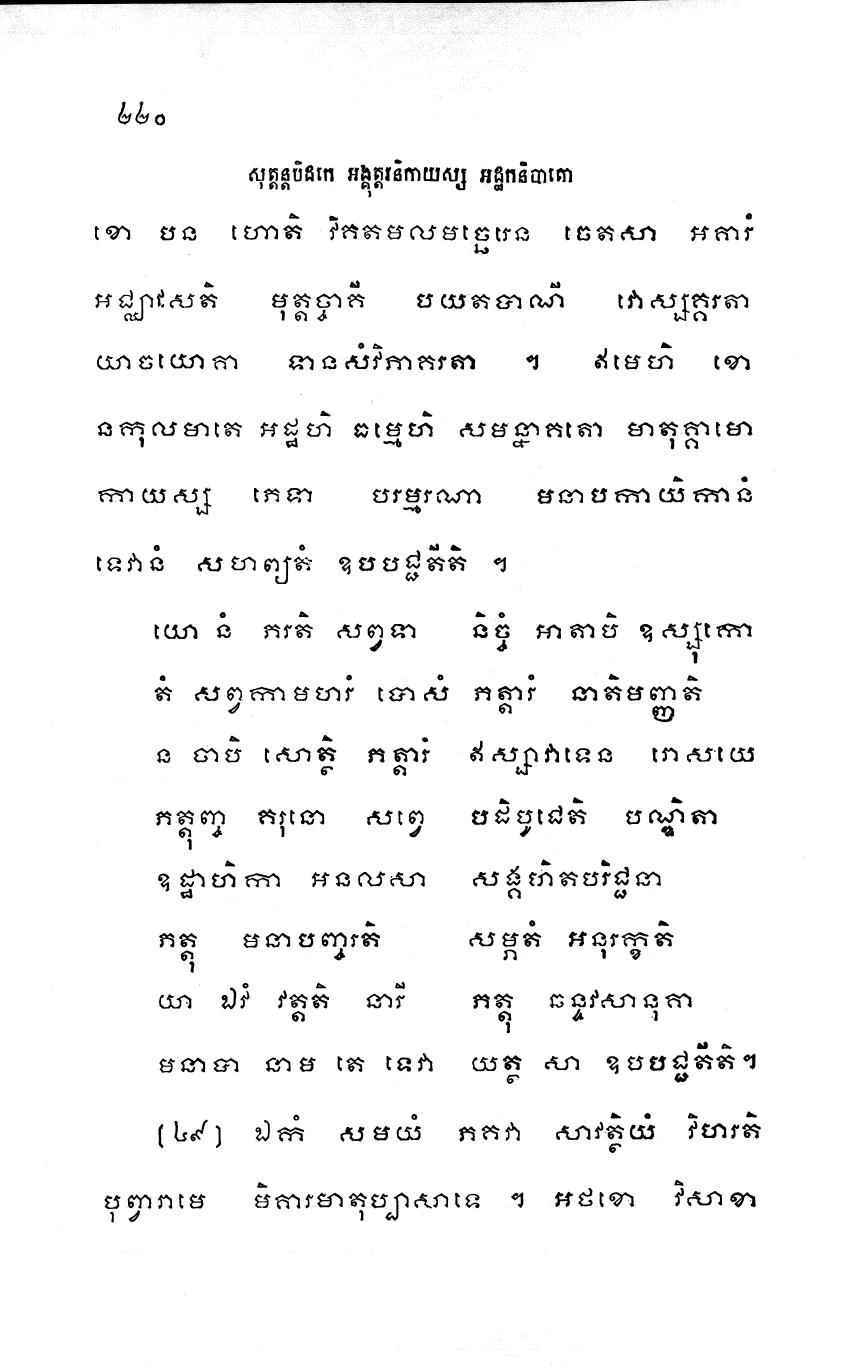 ២២០
សុត្តន្តបិដកេ អង្គុត្តរនិកាយស្ស អដ្ឋកនិបាតោ
ខោ បន ហោតិ វិគតមលមច្ឆេរេន ចេតសា អគារំ
អជ្ឈាវសតិ មុត្តច្ចាគី បយតបាណី វោស្សគ្គរតា
យាចយោគា ទានសំវិភាគរតា ។ ឥមេហិ ខោ
នកុលមាតេ អដ្ឋហិ ធម្មេហិ សមន្នាគតោ មាតុគ្គាមោ
កាយស្ស ភេទា បរម្មរណា មនាបកាយិកានំ
ទេវានំ សហព្យតំ ឧបបជ្ជតីតិ ។
យោ នំ ភរតិ សព្វទា និច្ចំ អាតាបិ ឧស្សុកោ
តំ សព្វកាមហរំ បោសំ ភត្តារំ នាតិមញ្ញតិ
ន ចាបិ សោត្ថិ ភត្តារំ ឥស្សាវាទេន រោសយេ
ភត្តុញ្ច គរុនោ សព្វេ បដិបូជេតិ បណ្ឌិតា
ឧដ្ឋាហិកា អនលសា សង្គហិតបរិជ្ជនា
ភត្តុ មនាបញ្ចរតិ សម្ភតំ អនុរក្ខតិ
យា ឯវំ វត្តតិ នារី ភត្តុ ឆន្ទវសានុគា
មនាបា នាម តេ ទេវា យត្ថ សា ឧបបជ្ជតីតិ។
(៤៩) ឯកំ សមយំ ភគវា សាវត្ថិយំ វិហរតិ
បុព្វារាមេ មិគារមាតុប្បាសាទេ ។ អថខោ វិសាខា